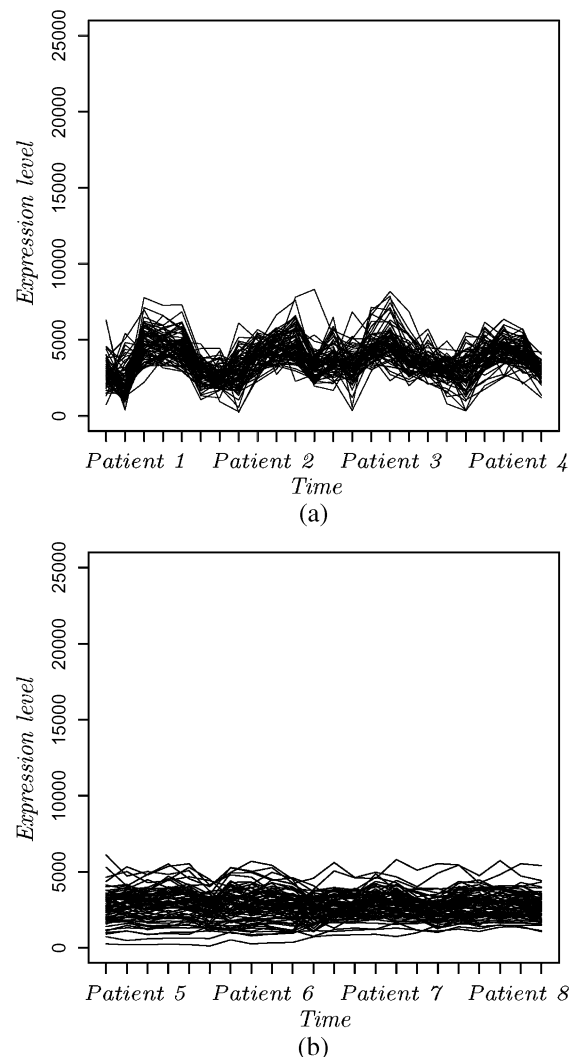 25000
20000
15000
10000
5000
0
Expression level
Patient 1 Patient 2 Patient 3 Patient 4
Time
(a)
25000
20000
15000
10000
5000
0
Expression level
Patient 5 Patient 6 Patient 7 Patient 8
Time
(b)